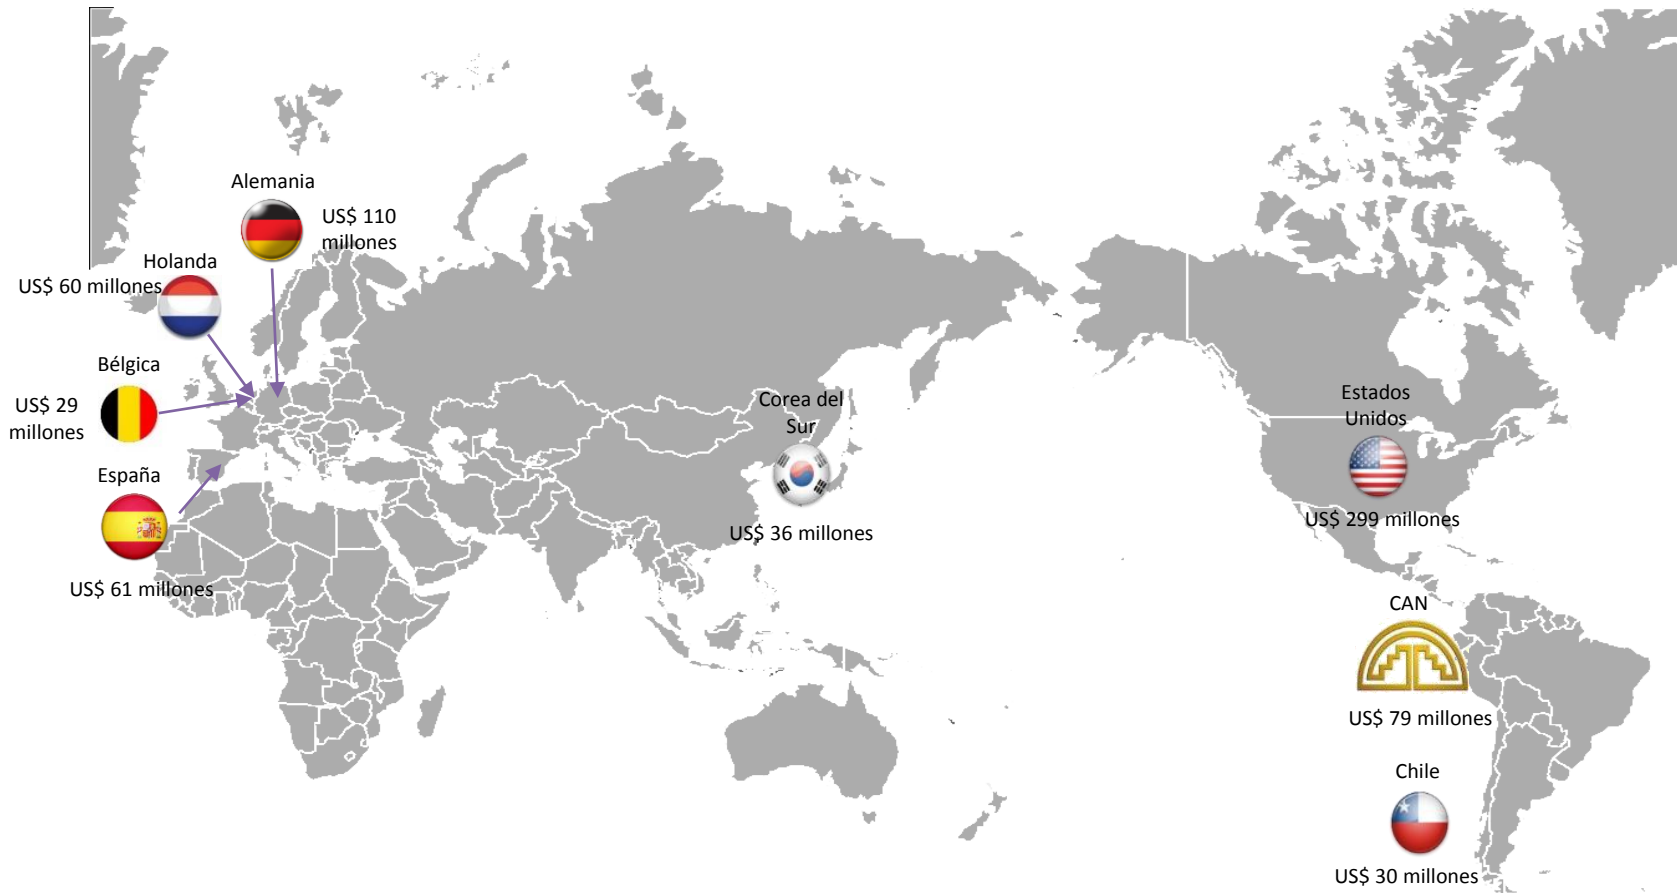 Alemania
US$ 110
millones
Holanda
US$ 60 millones
Bélgica
US$ 29
millones
España
US$ 61 millones
Corea del
Sur
US$ 36 millones
Estados
Unidos
US$ 299 millones
CAN
US$ 79 millones
Chile
US$ 30 millones